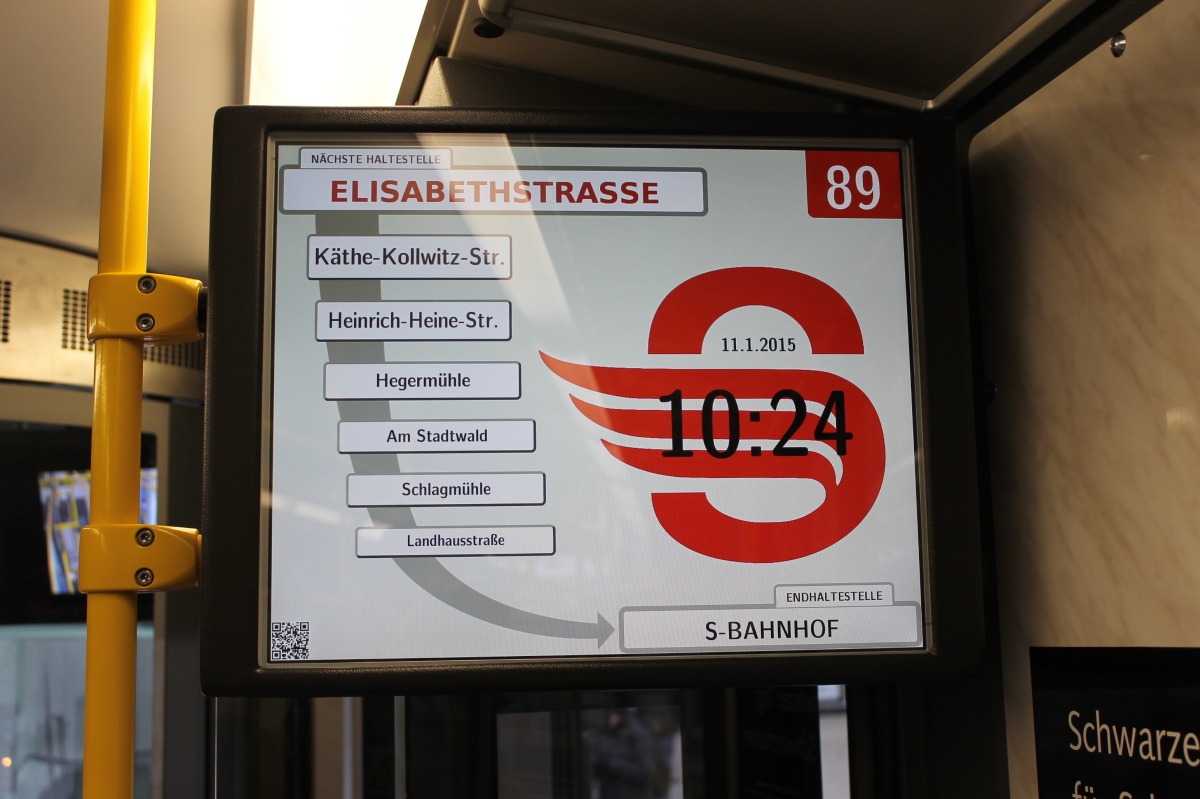 NÄCHSTE HALTESTELLE
ELISABETHSTRASSE
89
Käthe-Kollwitz-Str.
Heinrich-Heine-Str.
Hegermühle
Am Stadtwald
Schlagmühle
Landhausstraße
11.1.2015
10:24
ENDHALTESTELLE
S-BAHNHOF
Schwarze
für